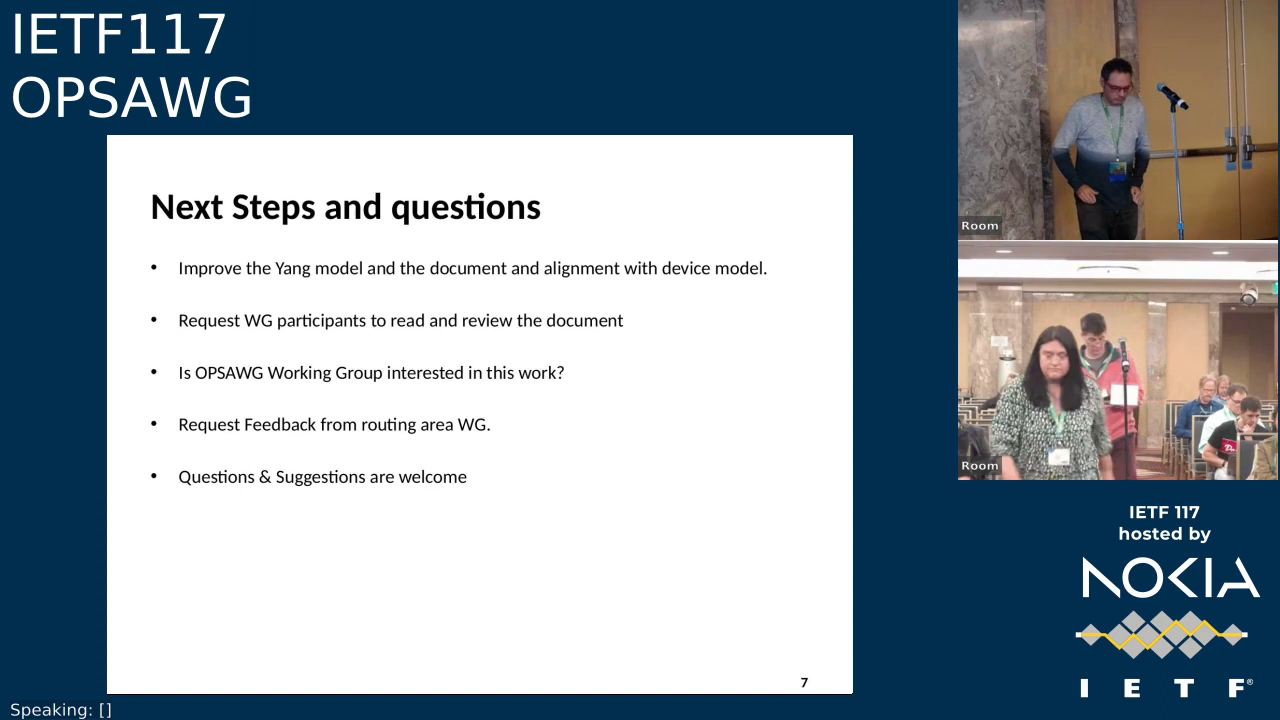 IETF117
OPSAWG
Next Steps and questions
• Improve the Yang model and the document and alignment with device model.
• Request WG participants to read and review the document
• Is OPSAWG Working Group interested in this work?
• Request Feedback from routing area WG.
• Questions & Suggestions are welcome
7
Room
Room
IETF 117
hosted by
NOKIA
I E T F®
Speaking: []